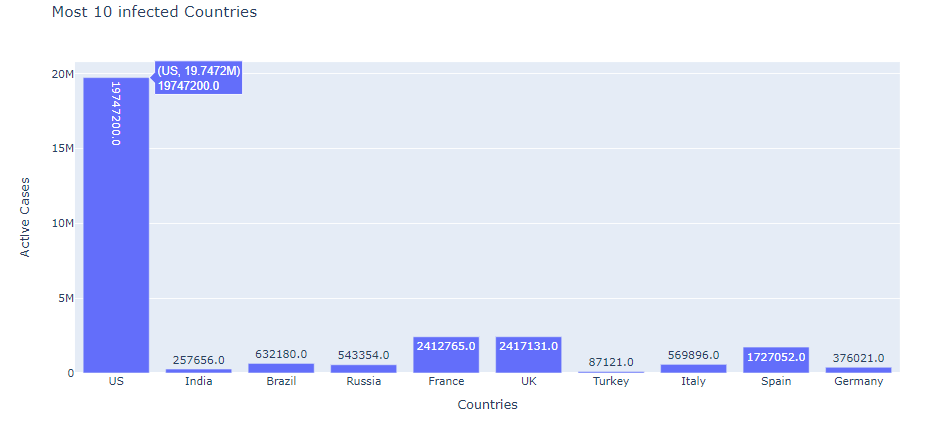 Most 10 infected Countries
(US, 19.7472M)
19747200.0
20M
15M
10M
5M
0
Active Cases
19747200.0
257656.0
632180.0
543354.0
2412765.0
2417131.0
87121.0
569896.0
1727052.0
376021.0
US India Brazil Russia France UK Turkey Italy Spain Germany
Countries